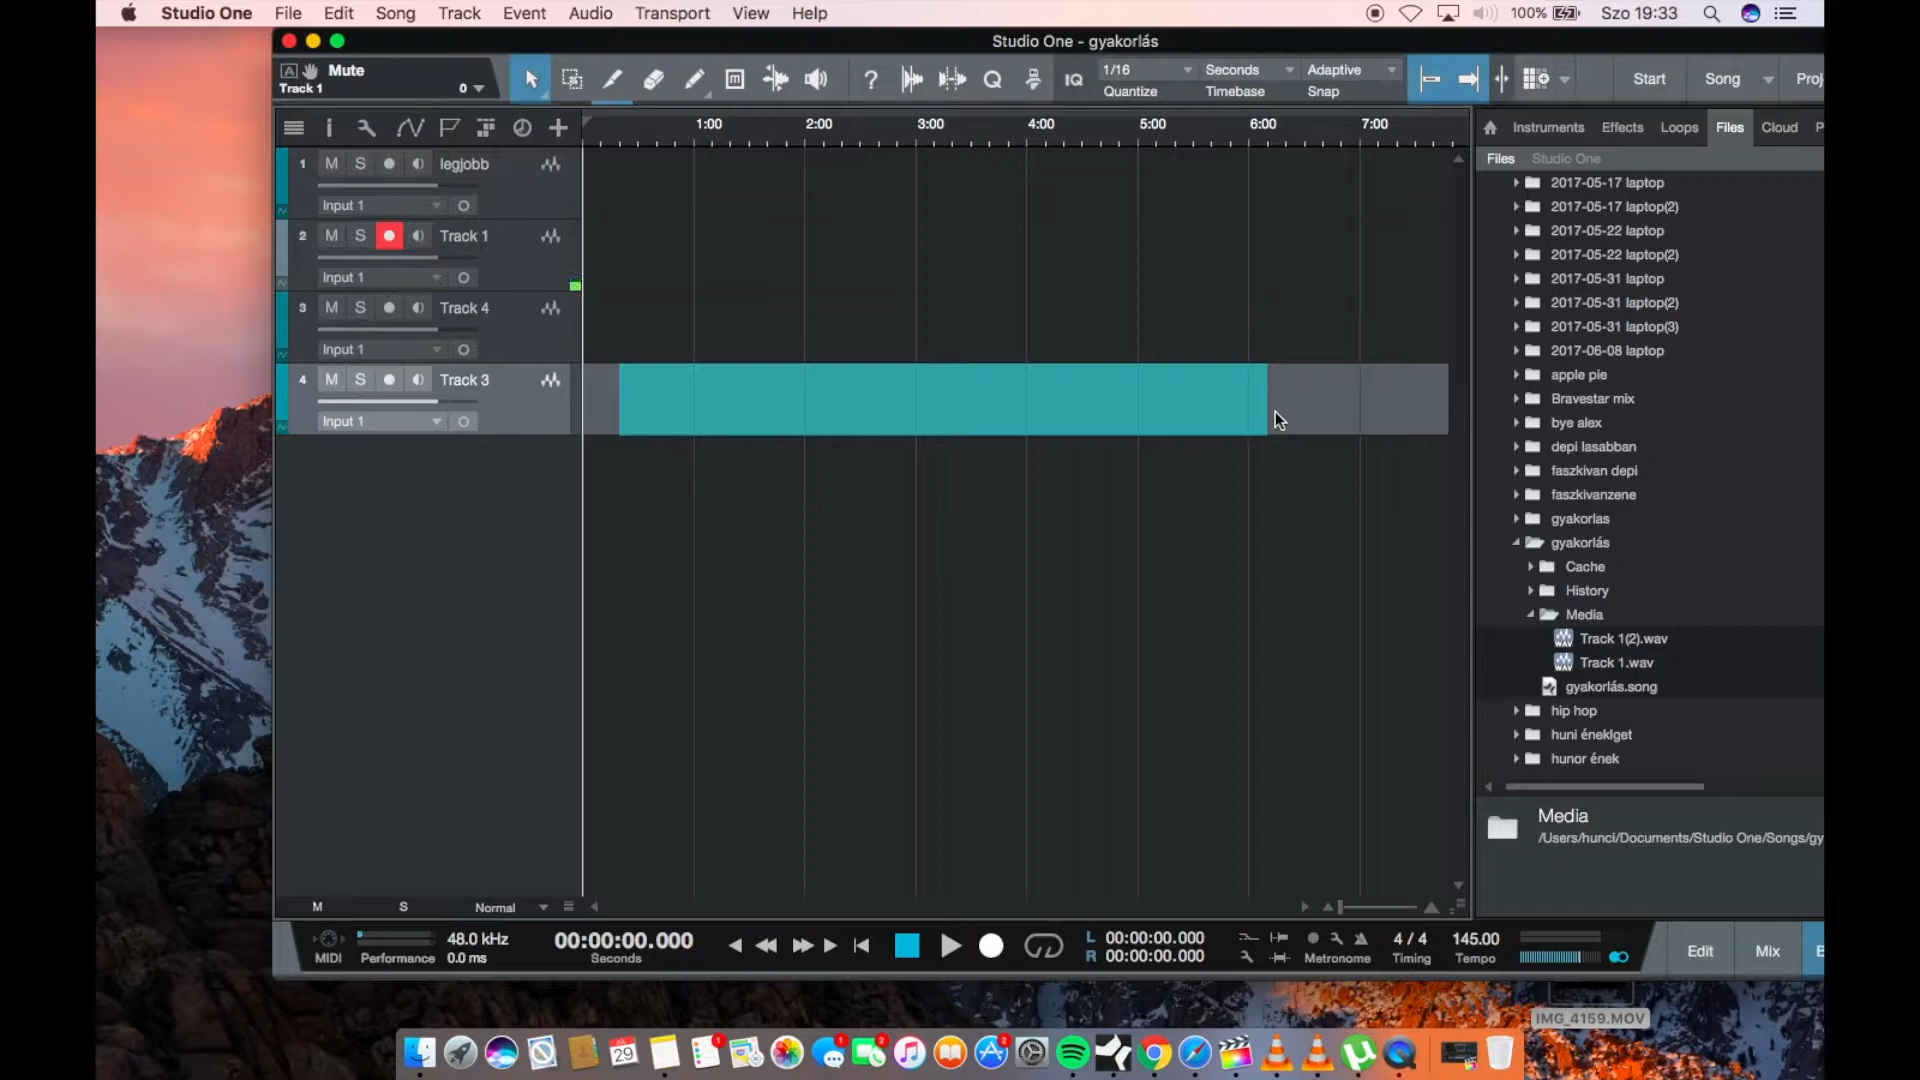 Studio One File Edit Song Track Event Audio Transport View Help 100% Szo 19:33
Studio One - gyakorlás
A Mute
Track 1 0
? Q IQ 1/16 Quantize Seconds Timebase Adaptive Snap Start Song Proj
1:00 2:00 3:00 4:00 5:00 6:00 7:00
1 M S legjobb
Input 1
2 M S Track 1
Input 1
3 M S Track 4
Input 1
4 M S Track 3
Input 1
Instruments Effects Loops Files Cloud P
Files Studio One
2017-05-17 laptop
2017-05-17 laptop(2)
2017-05-22 laptop
2017-05-22 laptop(2)
2017-05-31 laptop
2017-05-31 laptop(2)
2017-05-31 laptop(3)
2017-06-08 laptop
apple pie
Bravestar mix
bye alex
depi lasabban
faszkivan depi
faszkivanzene
gyakorlas
gyakorlás
Cache
History
Media
Track 1(2).wav
Track 1.wav
gyakorlás.song
hip hop
huni éneklget
hunor ének
Media
/Users/hunci/Documents/Studio One/Songs/gy
M S Normal
MIDI Performance 48.0 kHz 0.0 ms 00:00:00.000 Seconds
L 00:00:00.000
R 00:00:00.000
Metronome 4 / 4 Timing 145.00 Tempo Edit Mix B
IMG_4159.MOV
29